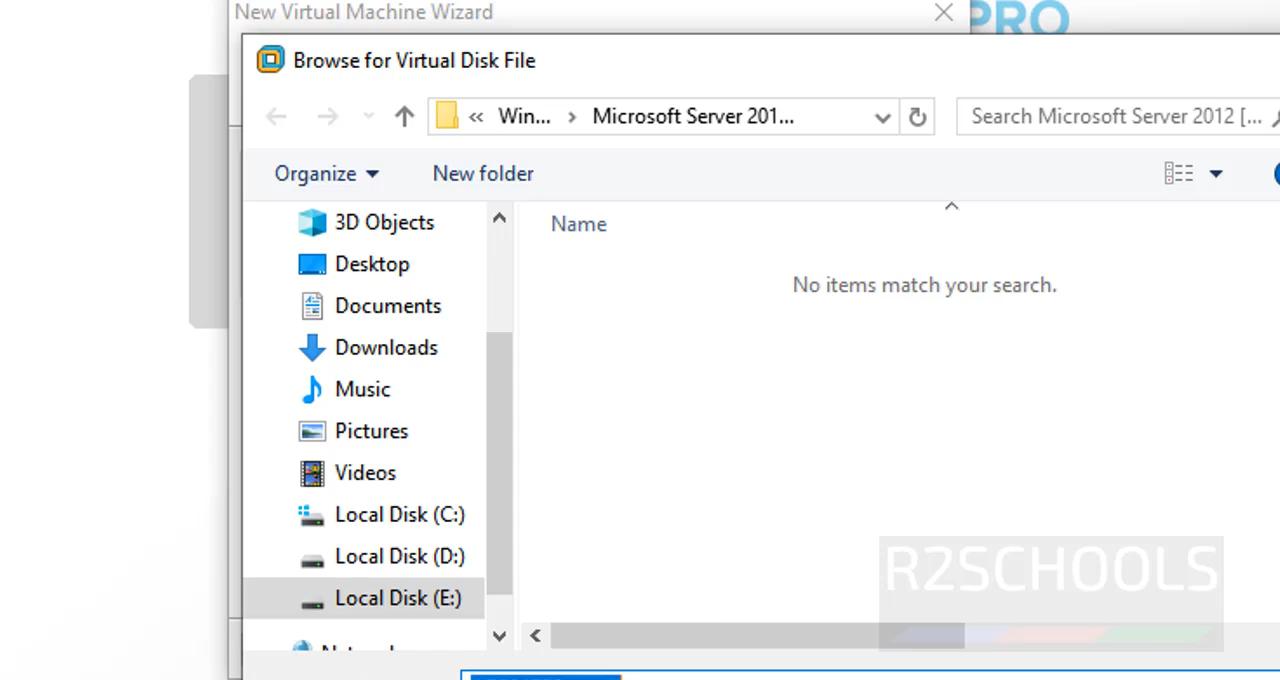 New Virtual Machine Wizard
PRO
Browse for Virtual Disk File
« Win... > Microsoft Server 201...
Search Microsoft Server 2012 [...
Organize
New folder
3D Objects
Desktop
Documents
Downloads
Music
Pictures
Videos
Local Disk (C:)
Local Disk (D:)
Local Disk (E:)
Name
No items match your search.
R2SCHOOLS